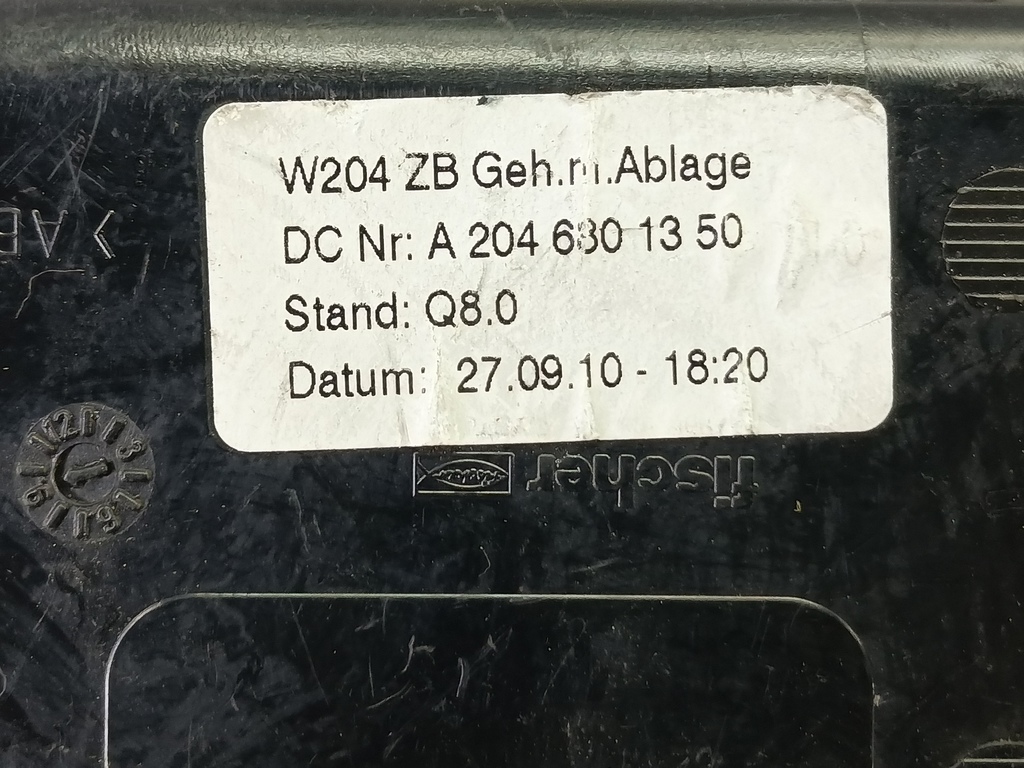 W204 ZB Geh.m.Ablage
DC Nr: A 204 680 13 50
Stand: Q8.0
Datum: 27.09.10 - 18:20
fischer
>AB